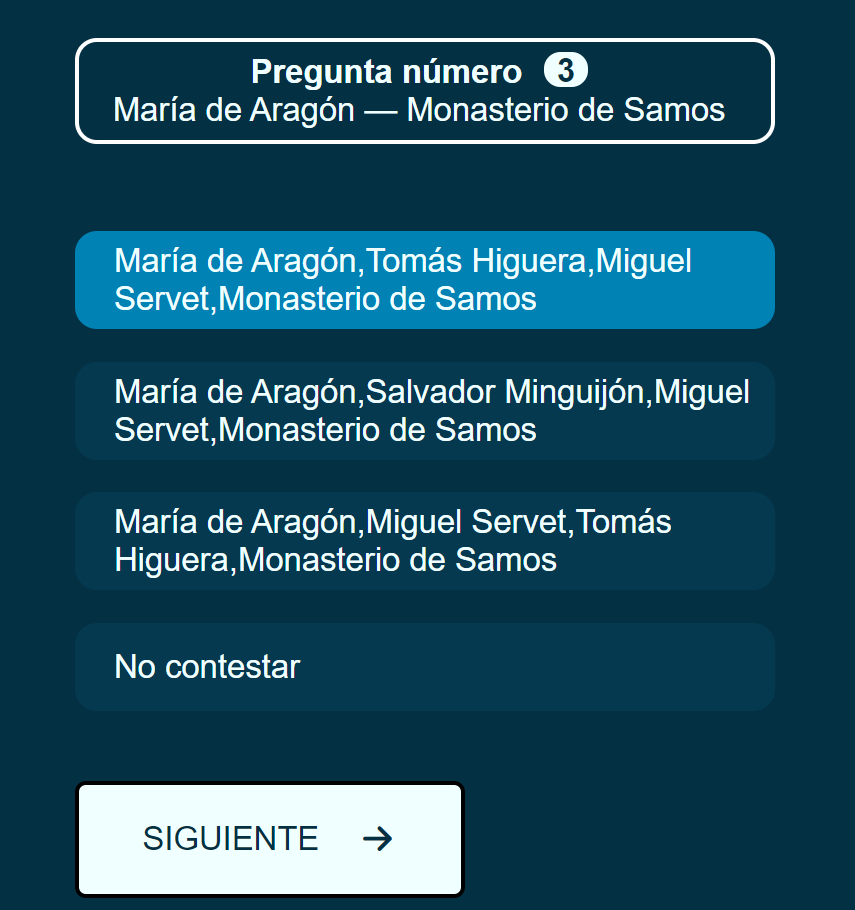 Pregunta número 3
María de Aragón — Monasterio de Samos
María de Aragón,Tomás Higuera,Miguel
Servet,Monasterio de Samos
María de Aragón,Salvador Minguijón,Miguel
Servet,Monasterio de Samos
María de Aragón,Miguel Servet,Tomás
Higuera,Monasterio de Samos
No contestar
SIGUIENTE →